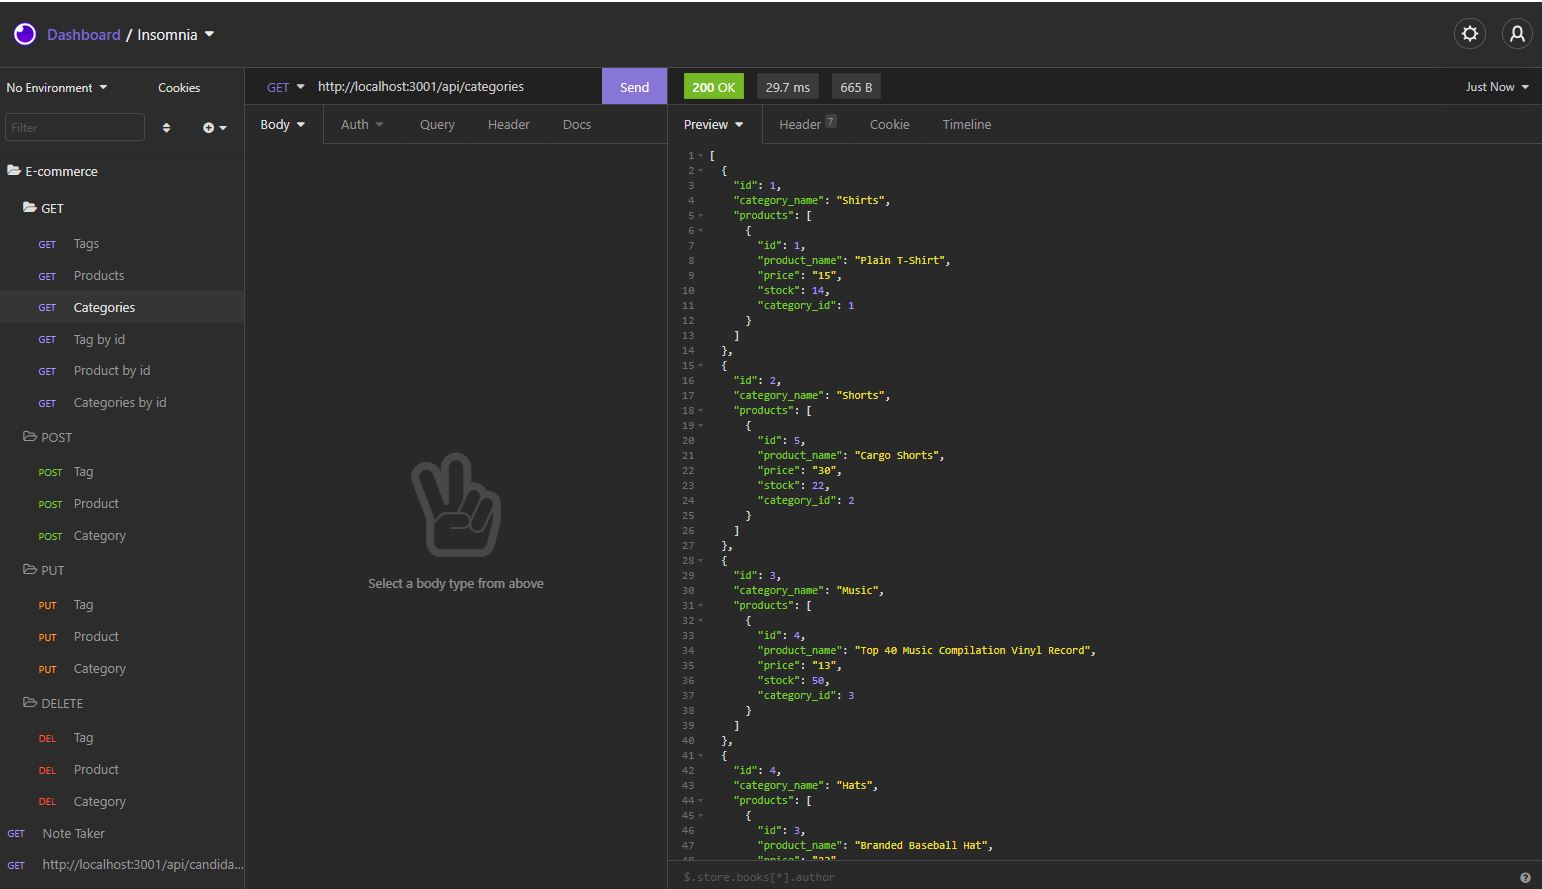 Dashboard / Insomnia
No Environment
Cookies
Filter
E-commerce
GET
GET Tags
GET Products
GET Categories
GET Tag by id
GET Product by id
GET Categories by id
POST
POST Tag
POST Product
POST Category
PUT
PUT Tag
PUT Product
PUT Category
DELETE
DEL Tag
DEL Product
DEL Category
GET Note Taker
GET http://localhost:3001/api/candida...
GET http://localhost:3001/api/categories Send
Body Auth Query Header Docs
Select a body type from above
200 OK 29.7 ms 665 B Just Now
Preview Header 7 Cookie Timeline
1 [
2 {
3 "id": 1,
4 "category_name": "Shirts",
5 "products": [
6 {
7 "id": 1,
8 "product_name": "Plain T-Shirt",
9 "price": "15",
10 "stock": 14,
11 "category_id": 1
12 }
13 ]
14 },
15 {
16 "id": 2,
17 "category_name": "Shorts",
18 "products": [
19 {
20 "id": 5,
21 "product_name": "Cargo Shorts",
22 "price": "30",
23 "stock": 22,
24 "category_id": 2
25 }
26 ]
27 },
28 {
29 "id": 3,
30 "category_name": "Music",
31 "products": [
32 {
33 "id": 4,
34 "product_name": "Top 40 Music Compilation Vinyl Record",
35 "price": "13",
36 "stock": 50,
37 "category_id": 3
38 }
39 ]
40 },
41 {
42 "id": 4,
43 "category_name": "Hats",
44 "products": [
45 {
46 "id": 3,
47 "product_name": "Branded Baseball Hat",
$.store.books[*].author